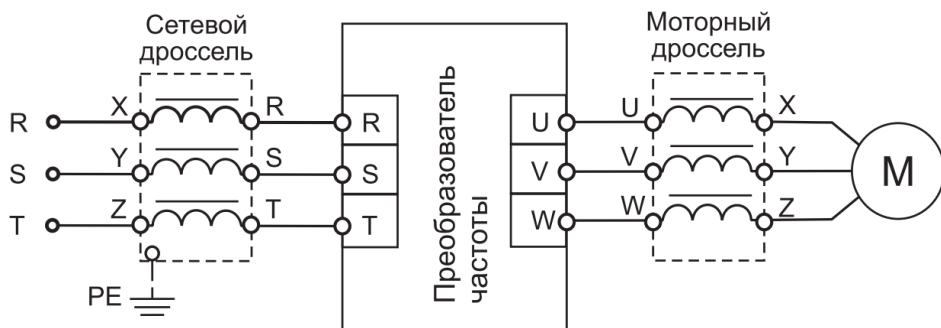 Сетевой
дроссель
Моторный
дроссель
Преобразователь
частоты
R X R R U U X
S Y S S V V Y M
T Z T T W W Z
PE